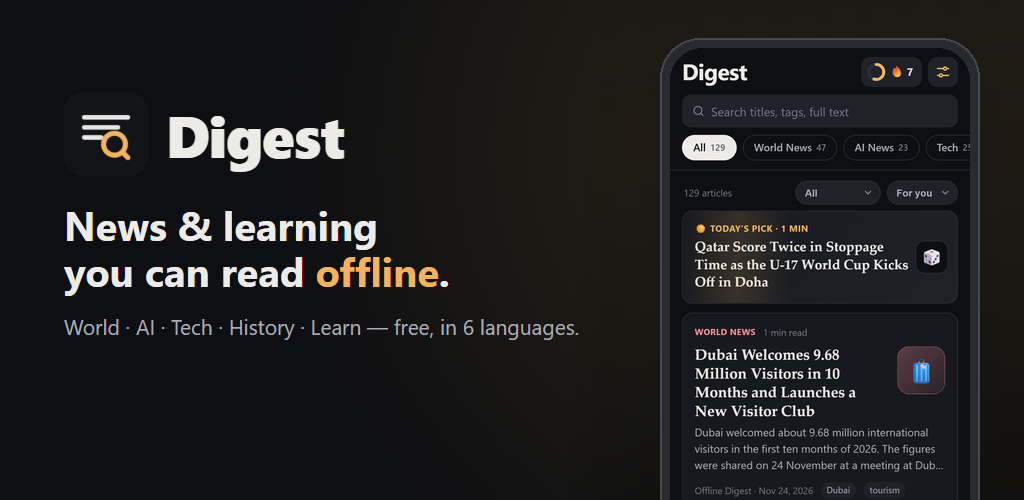 Digest
News & learning
you can read offline.
World · AI · Tech · History · Learn — free, in 6 languages.
Digest
7
Search titles, tags, full text
All 129 World News 47 AI News 23 Tech
129 articles All For you
TODAY'S PICK · 1 MIN
Qatar Score Twice in Stoppage
Time as the U-17 World Cup Kicks
Off in Doha
WORLD NEWS 1 min read
Dubai Welcomes 9.68
Million Visitors in 10
Months and Launches a
New Visitor Club
Dubai welcomed about 9.68 million international
visitors in the first ten months of 2026. The figures
were shared on 24 November at a meeting at Dub...
Offline Digest · Nov 24, 2026 Dubai tourism